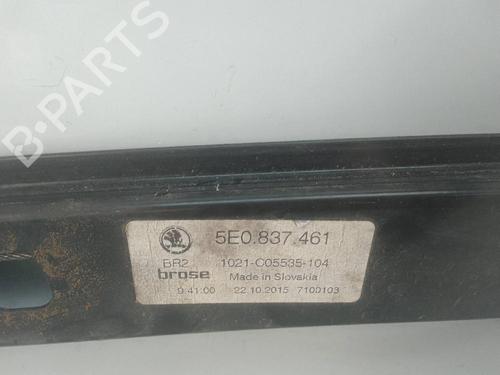 B-PARTS
5E0.837.461
BR2 1021-C05535-104
brose Made in Slovakia
9:41:00 22.10.2015 7100103